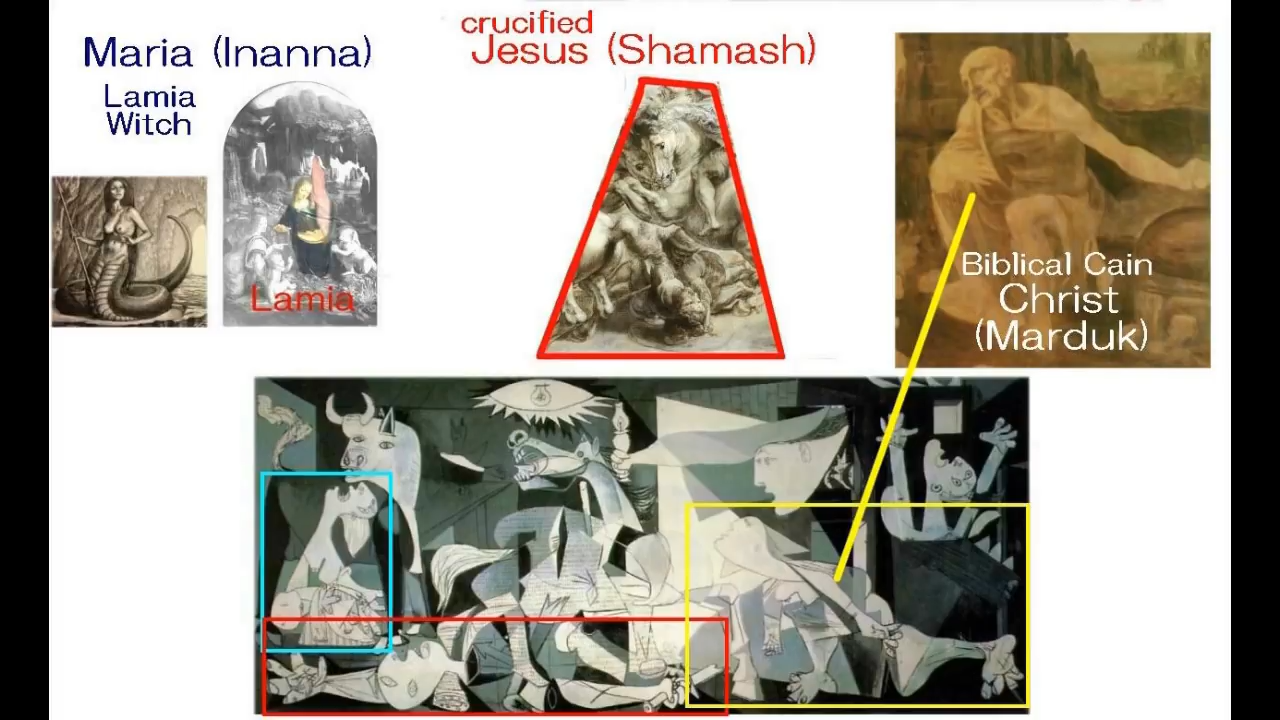 Maria (Inanna)
Lamia
Witch
Lamia
crucified
Jesus (Shamash)
Biblical Cain
Christ
(Marduk)